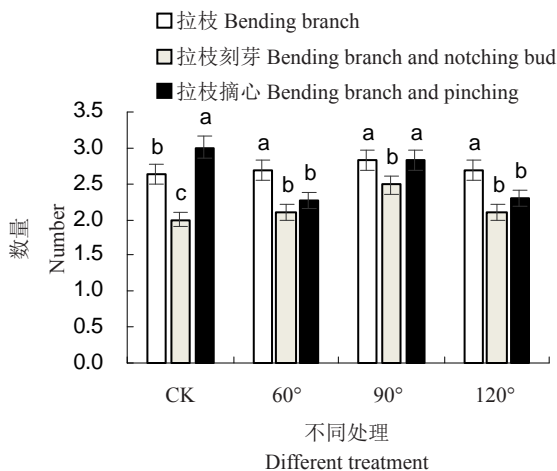 拉枝 Bending branch
拉枝刻芽 Bending branch and notching bud
拉枝摘心 Bending branch and pinching
3.5
3.0
2.5
2.0
1.5
1.0
0.5
0.0
数量
Number
b c a
a b b
a b a
a b b
CK 60° 90° 120°
不同处理
Different treatment